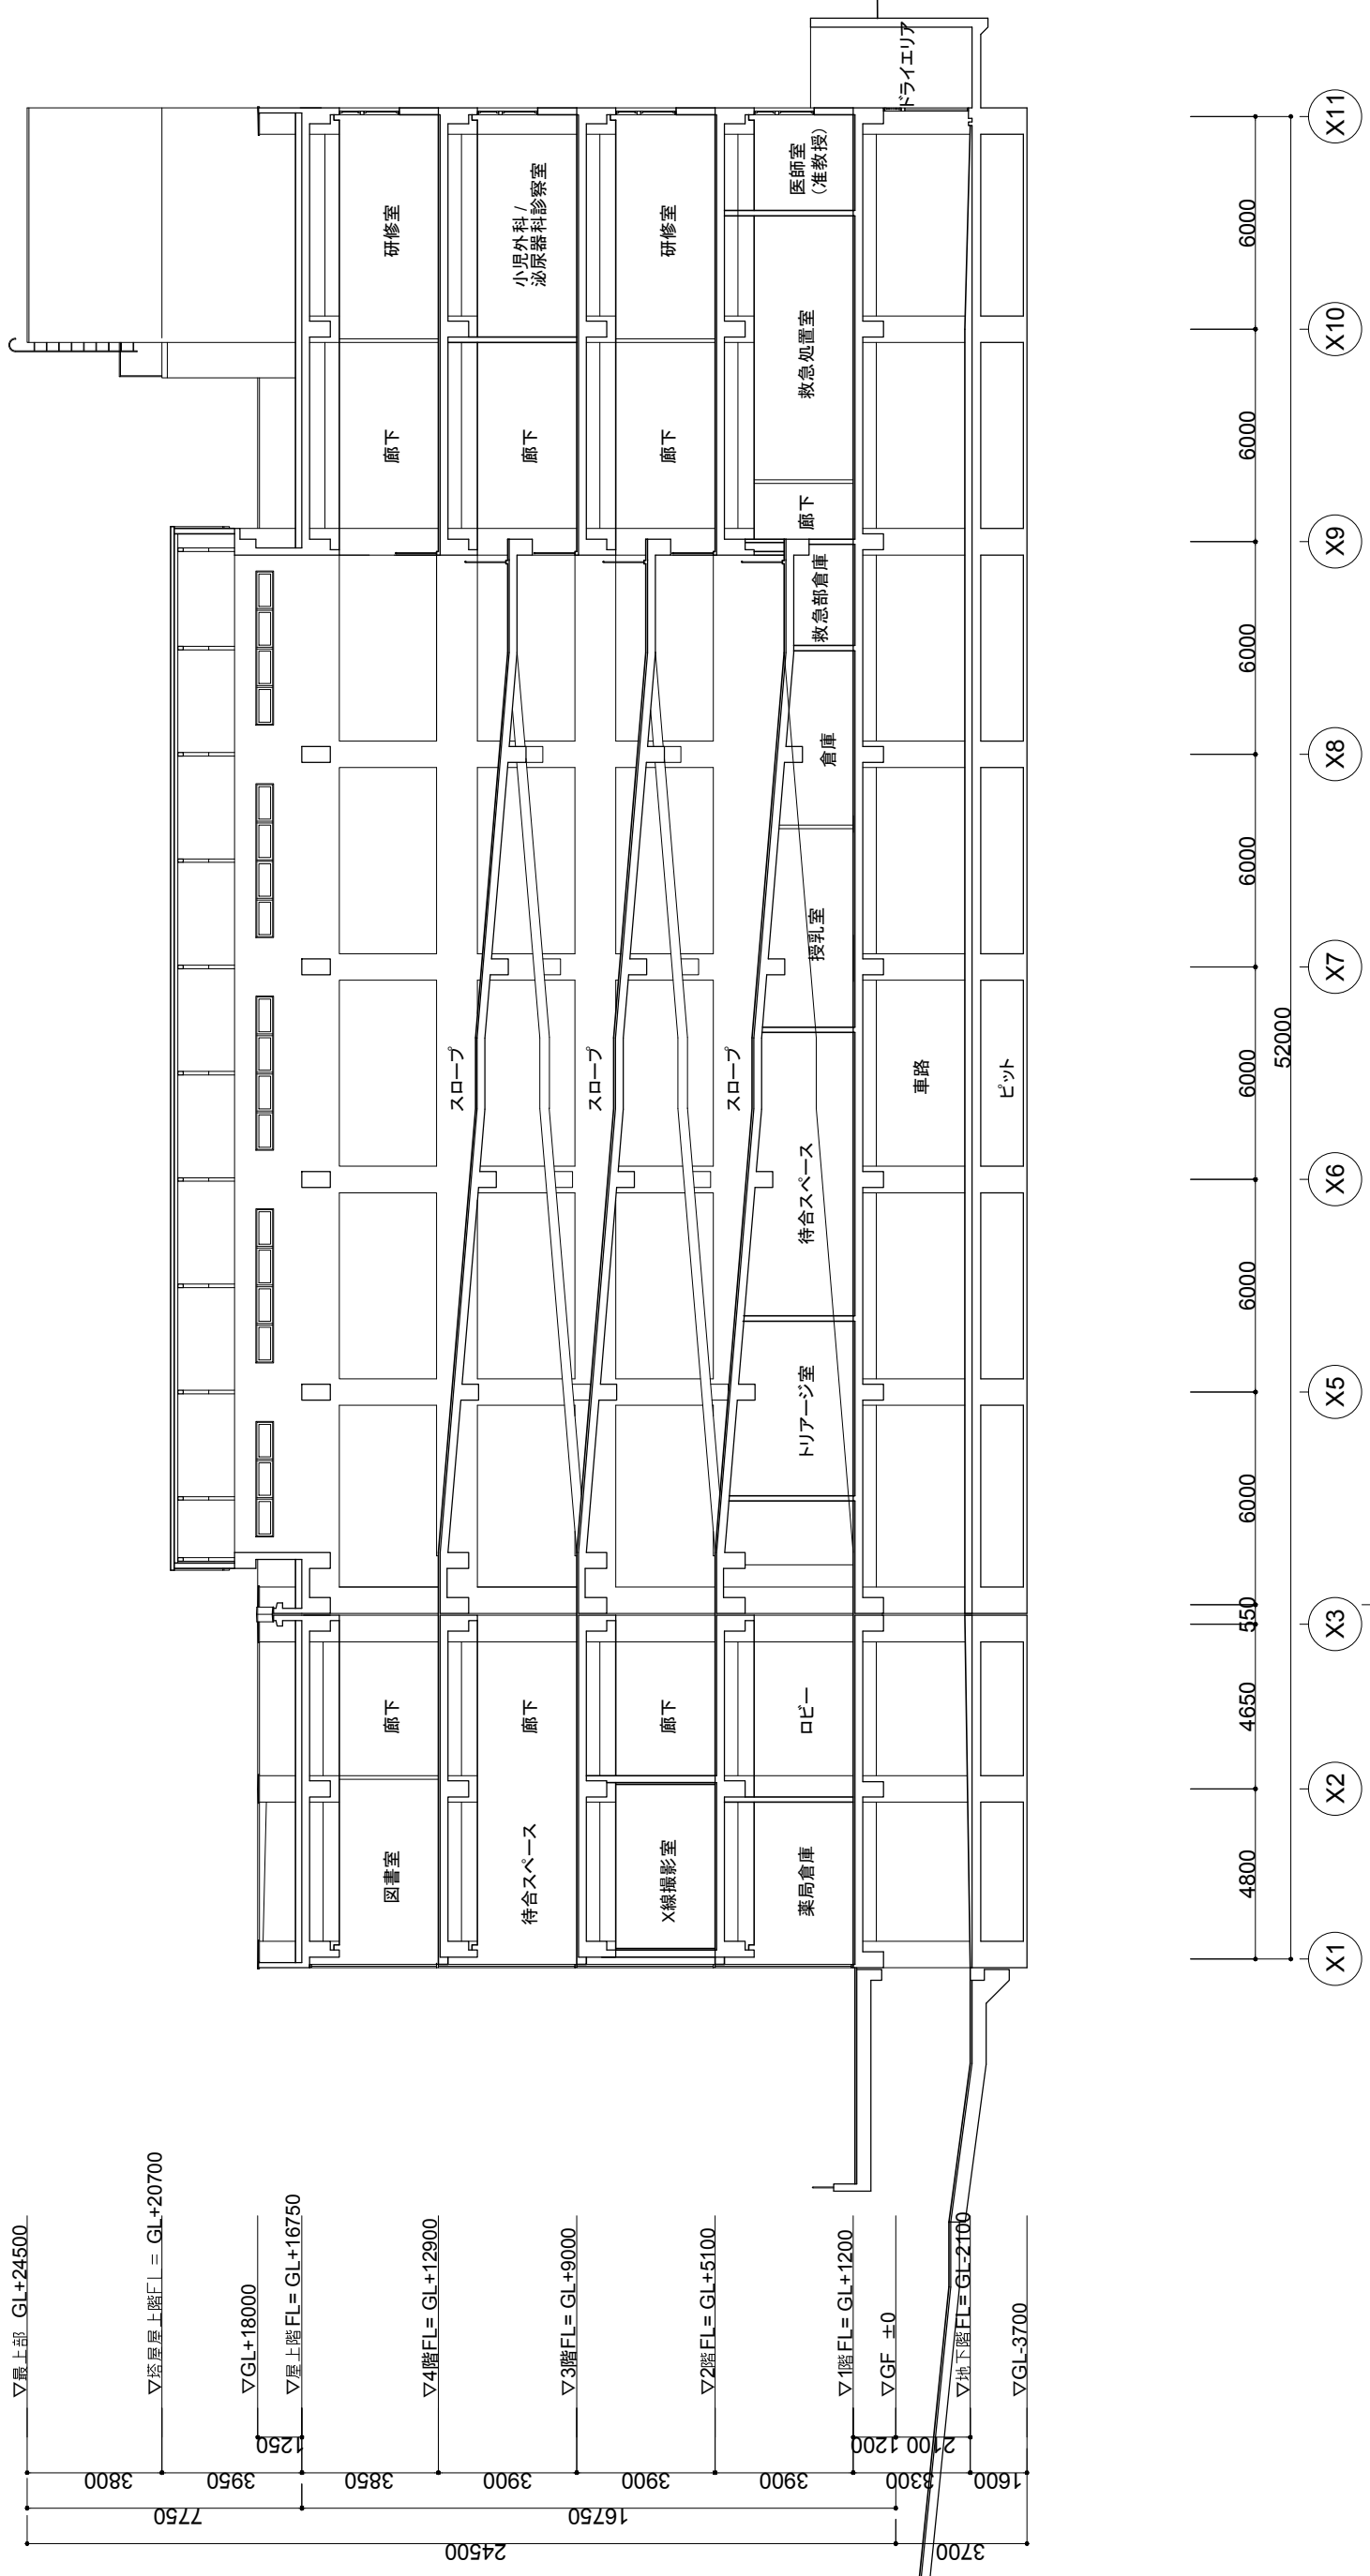 ▽最上部 GL+24500
▽塔屋屋上階FL = GL+20700
▽GL+18000
▽屋上階 FL= GL+16750
▽4階FL= GL+12900
▽3階FL= GL+9000
▽2階FL= GL+5100
▽1階FL= GL+1200
▽GF ±0
▽地下階FL= GL-2100
▽GL-3700
3800
3950
1250
3850
3900
3900
3900
1200
2100
3300
1600
7750
16750
24500
3700
図書室
廊下
廊下
研修室
待合スペース
廊下
スロープ
廊下
小児外科 /
泌尿器科診察室
X線撮影室
廊下
スロープ
廊下
研修室
薬局倉庫
ロビー
トリアージ室
待合スペース
スロープ
授乳室
倉庫
救急部倉庫
廊下
救急処置室
医師室
(准教授)
車路
ドライエリア
ピット
4800
4650
550
6000
6000
6000
6000
6000
6000
6000
52000
X1
X2
X3
X5
X6
X7
X8
X9
X10
X11